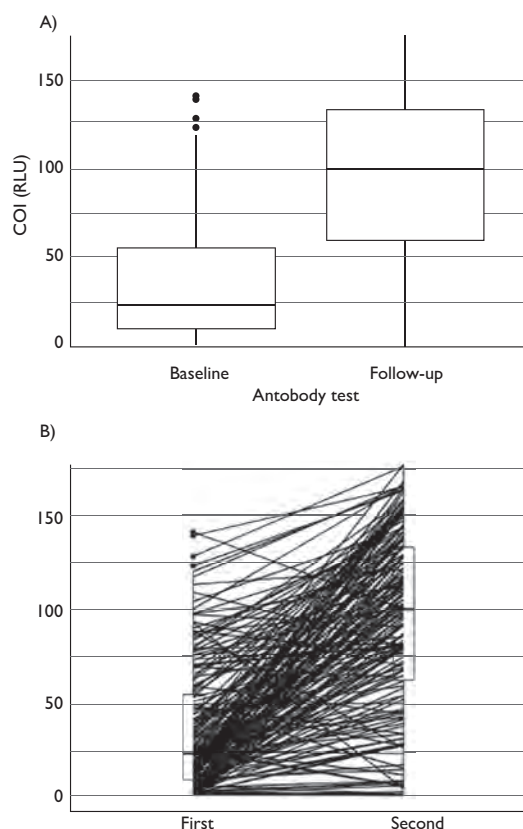 A)
COI (RLU)
150
100
50
0
Baseline Follow-up
Antobody test
B)
150
100
50
0
First Second